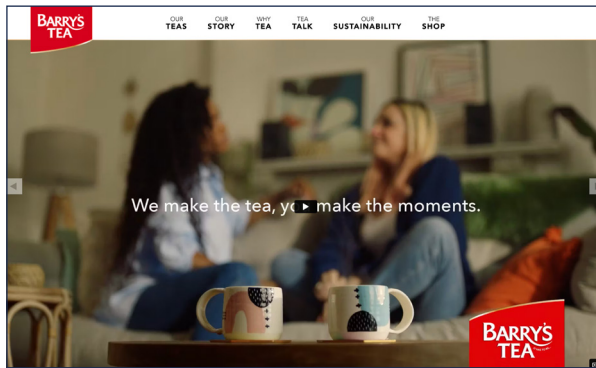 BARRY'S
TEA
OUR
TEAS
OUR
STORY
WHY
TEA
TEA
TALK
OUR
SUSTAINABILITY
THE
SHOP
We make the tea, y make the moments.
BARRY'S
TEA